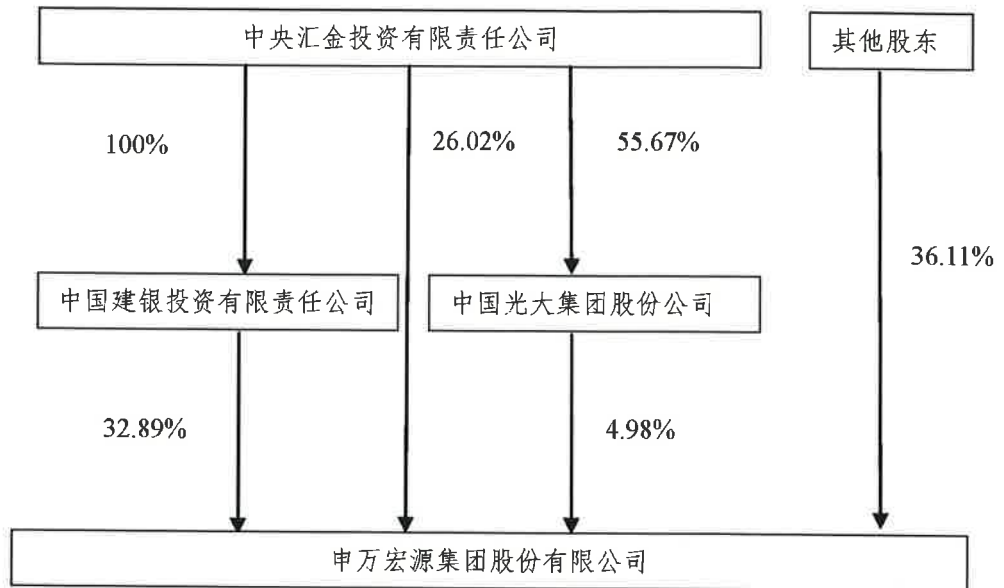 中央汇金投资有限责任公司
其他股东
100%
26.02%
55.67%
36.11%
中国建银投资有限责任公司
中国光大集团股份公司
32.89%
4.98%
申万宏源集团股份有限公司